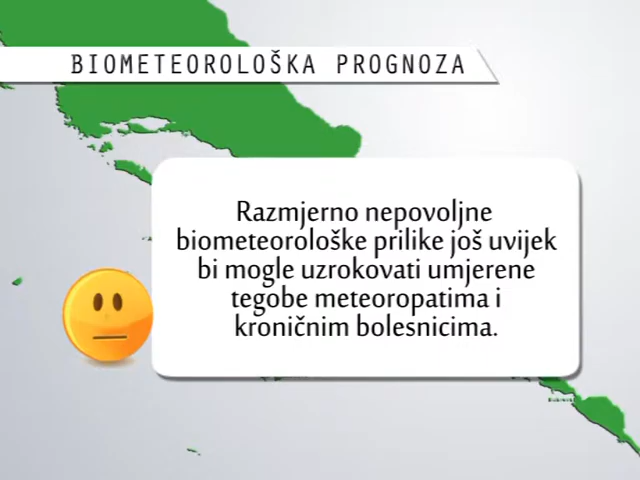 BIOMETEOROLOŠKA PROGNOZA
Razmjerno nepovoljne
biometeorološke prilike još uvijek
bi mogle uzrokovati umjerene
tegobe meteoropatima i
kroničnim bolesnicima.